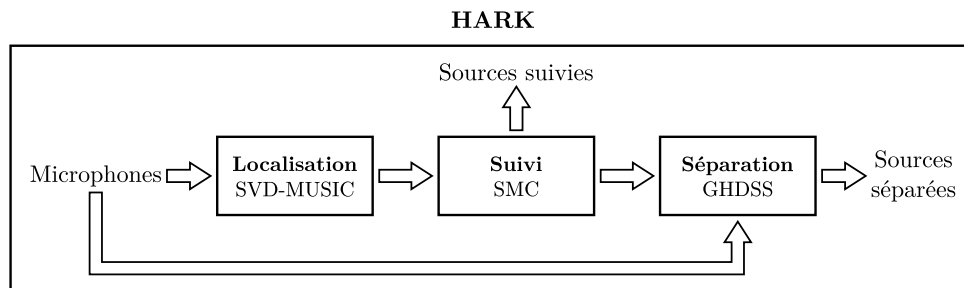 HARK
Sources suivies
Microphones
Localisation
SVD-MUSIC
Suivi
SMC
Séparation
GHDSS
Sources
séparées